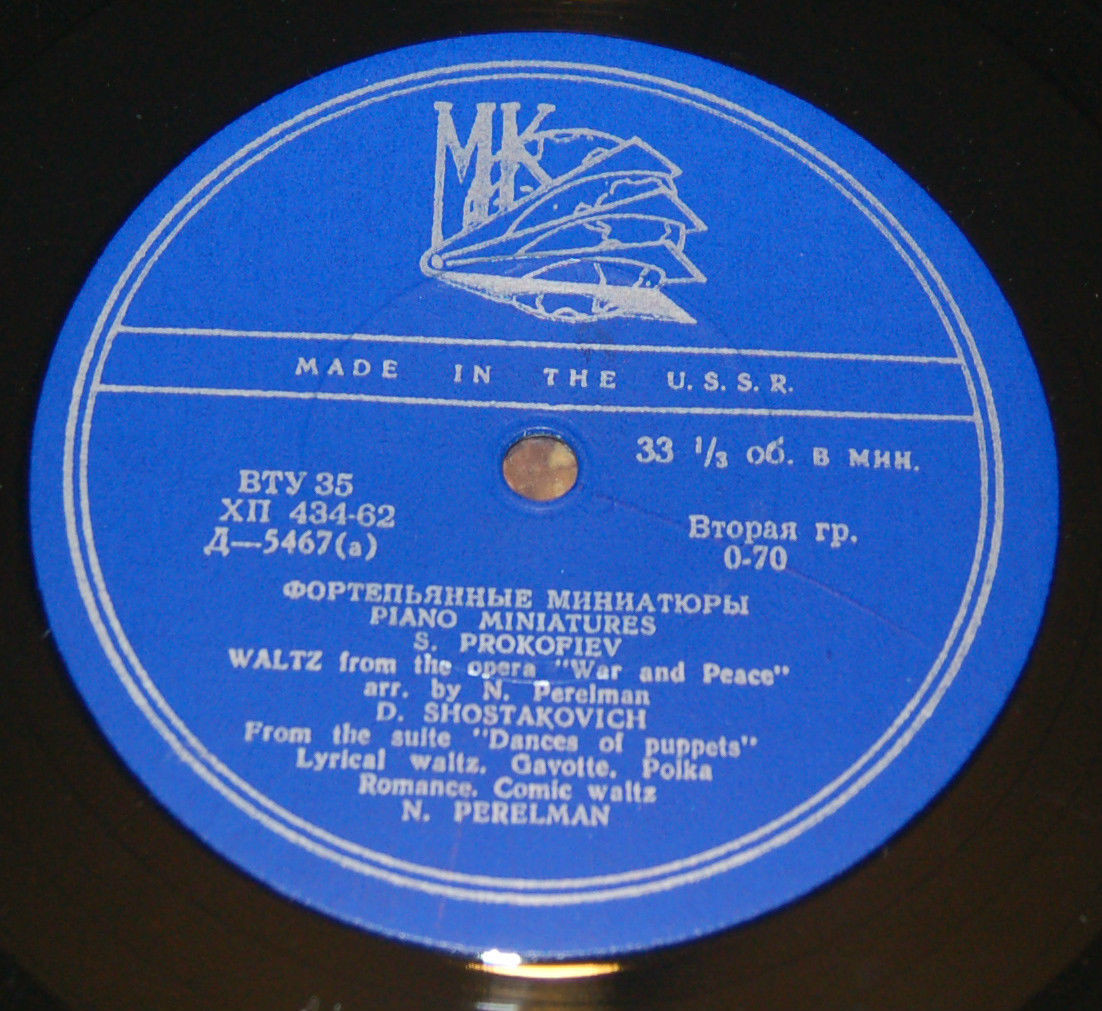 МК
MADE IN THE U.S.S.R.
33 ⅓ об. в мин.
ВТУ 35
ХП 434-62
Д—5467(а)
Вторая гр.
0-70
ФОРТЕПЬЯННЫЕ МИНИАТЮРЫ
PIANO MINIATURES
S. PROKOFIEV
WALTZ from the opera "War and Peace"
arr. by N. Perelman
D. SHOSTAKOVICH
From the suite "Dances of puppets"
Lyrical waltz. Gavotte. Polka
Romance. Comic waltz
N. PERELMAN